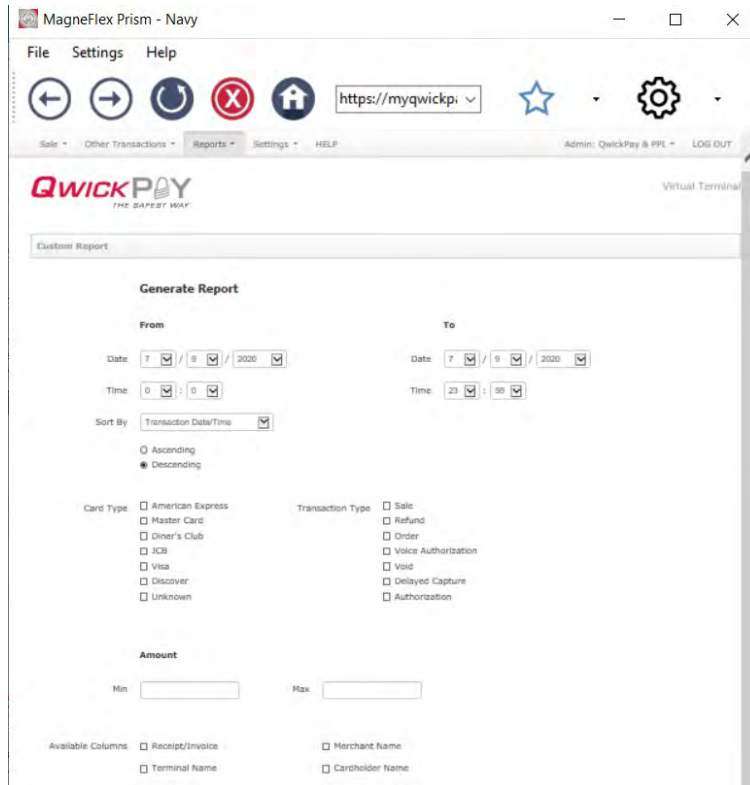 MagneFlex Prism - Navy
File Settings Help
https://myqwickpa
Sale Other Transactions Reports Settings HELP Admin: QwickPay & PPL LOG OUT
QWICKPAY
THE SAFEST WAY
Virtual Terminal
Custom Report
Generate Report
From To
Date 7 / 9 / 2020 Date 7 / 9 / 2020
Time 0 : 0 Time 23 : 59
Sort By Transaction Date/Time
Ascending
Descending
Card Type American Express Transaction Type Sale
Master Card Refund
Diner's Club Order
JCB Voice Authorization
Visa Void
Discover Delayed Capture
Unknown Authorization
Amount
Min Max
Available Columns Receipt/Invoice Merchant Name
Terminal Name Cardholder Name